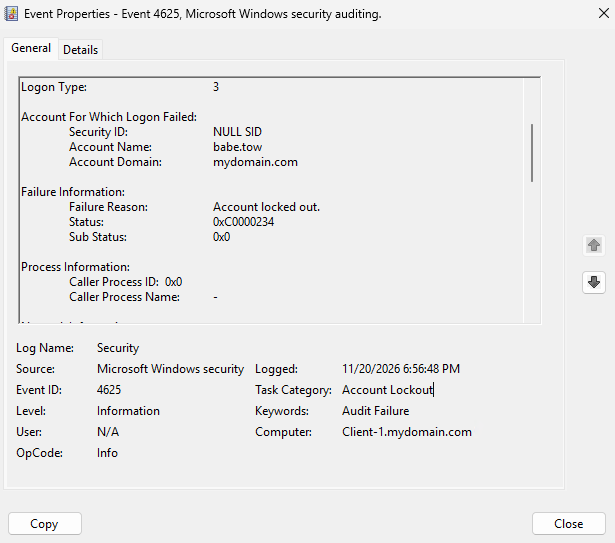 Event Properties - Event 4625, Microsoft Windows security auditing.
General Details
Logon Type: 3
Account For Which Logon Failed:
Security ID: NULL SID
Account Name: babe.tow
Account Domain: mydomain.com
Failure Information:
Failure Reason: Account locked out.
Status: 0xC0000234
Sub Status: 0x0
Process Information:
Caller Process ID: 0x0
Caller Process Name: -
Log Name: Security
Source: Microsoft Windows security Logged: 11/20/2026 6:56:48 PM
Event ID: 4625 Task Category: Account Lockout
Level: Information Keywords: Audit Failure
User: N/A Computer: Client-1.mydomain.com
OpCode: Info
Copy Close